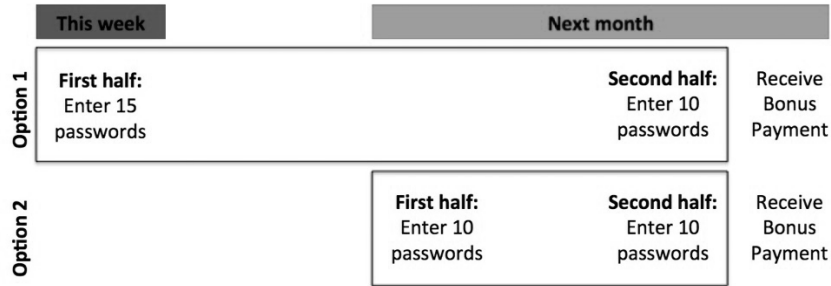 This week
Next month
Option 1
First half:
Enter 15
passwords
Second half:
Enter 10
passwords
Receive
Bonus
Payment
Option 2
First half:
Enter 10
passwords
Second half:
Enter 10
passwords
Receive
Bonus
Payment